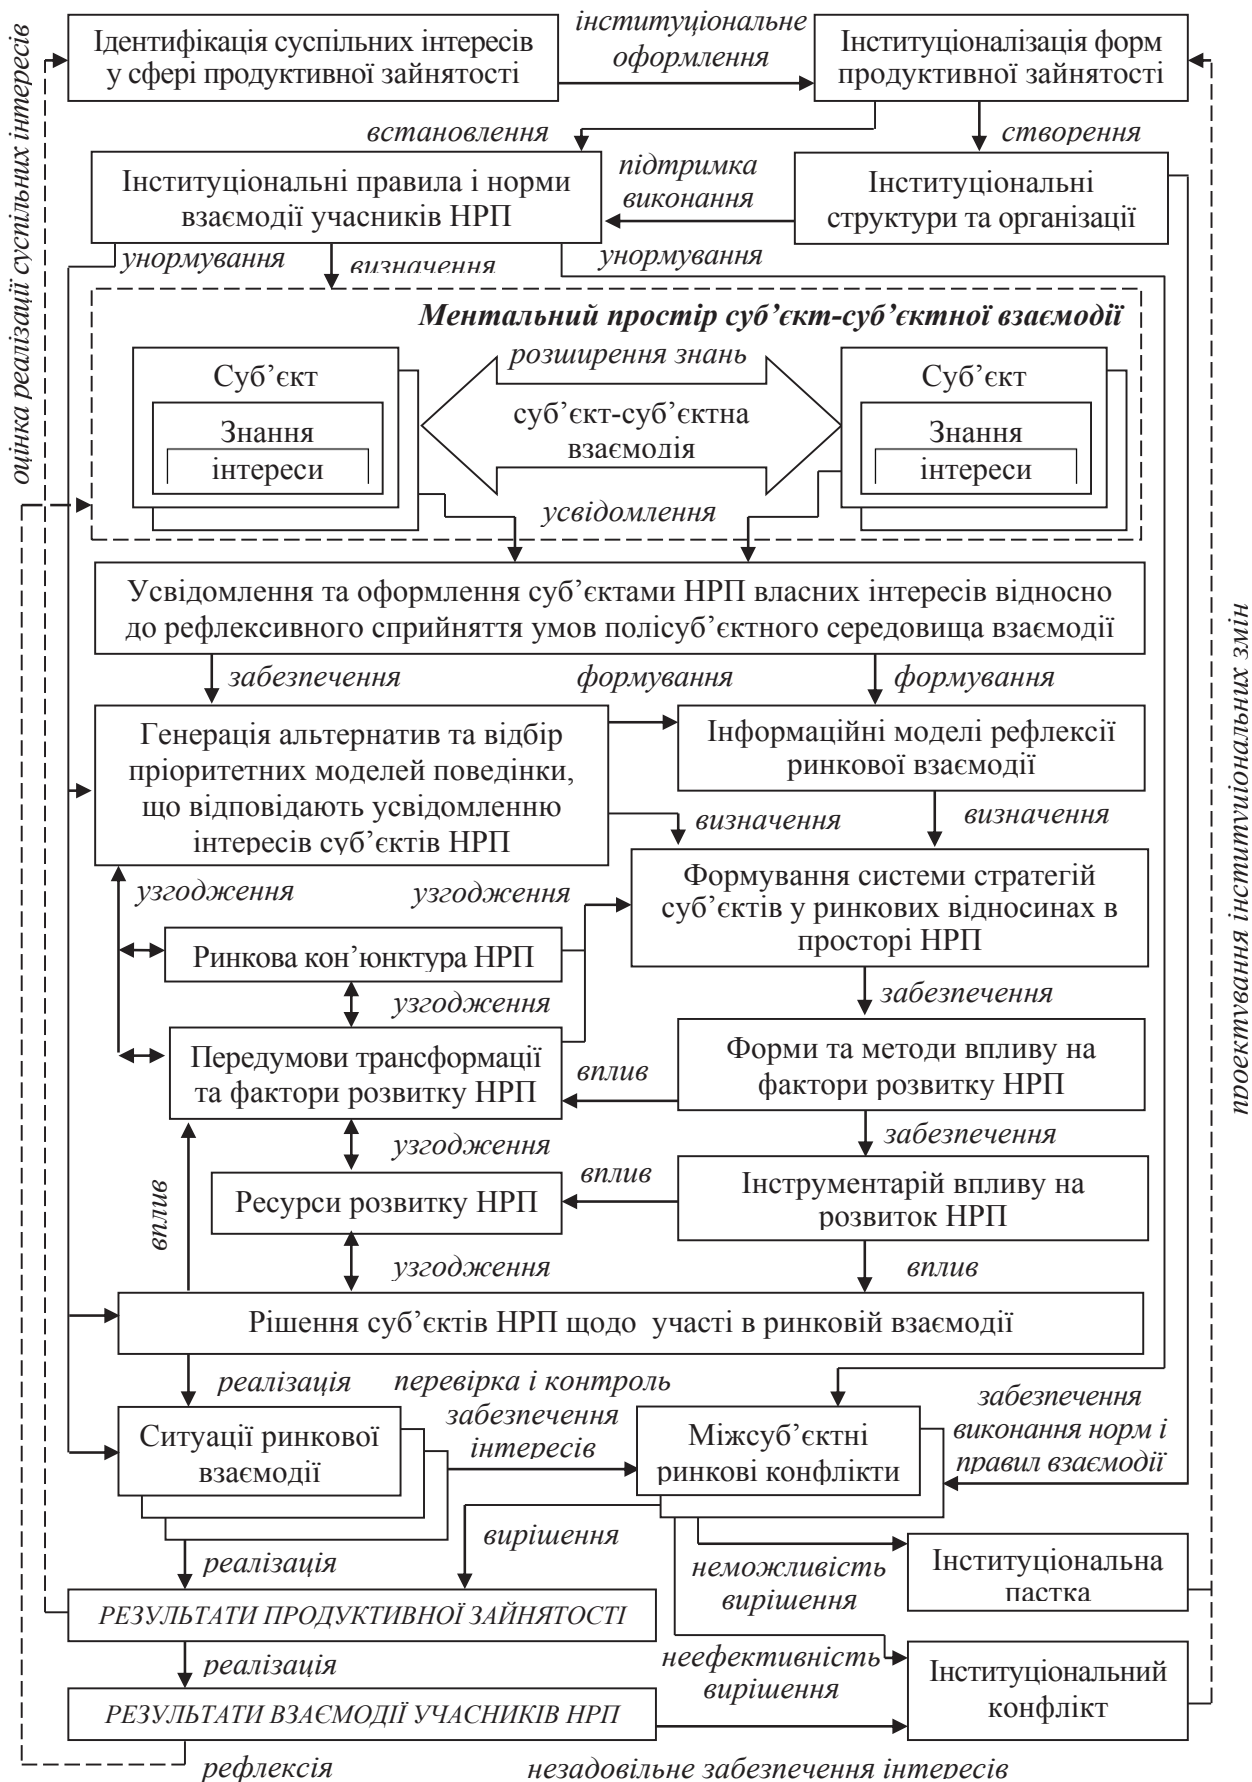 Ідентифікація суспільних інтересів
у сфері продуктивної зайнятості
інституціональне
оформлення
Інституціоналізація форм
продуктивної зайнятості
оцінка реалізації суспільних інтересів
встановлення
створення
Інституціональні правила і норми
взаємодії учасників НРП
підтримка
виконання
Інституціональні
структури та організації
унормування
визначення
унормування
Ментальний простір суб’єкт-суб’єктної взаємодії
розширення знань
Суб’єкт
Знання
інтереси
суб’єкт-суб’єктна
взаємодія
Суб’єкт
Знання
інтереси
усвідомлення
Усвідомлення та оформлення суб’єктами НРП власних інтересів відносно
до рефлексивного сприйняття умов полісуб’єктного середовища взаємодії
проектування інституціональних змін
забезпечення
формування
формування
Генерація альтернатив та відбір
пріоритетних моделей поведінки,
що відповідають усвідомленню
інтересів суб’єктів НРП
Інформаційні моделі рефлексії
ринкової взаємодії
визначення
визначення
узгодження
узгодження
Формування системи стратегій
суб’єктів у ринкових відносинах в
просторі НРП
Ринкова кон’юнктура НРП
узгодження
забезпечення
Передумови трансформації
та фактори розвитку НРП
вплив
Форми та методи впливу на
фактори розвитку НРП
узгодження
забезпечення
вплив
Ресурси розвитку НРП
вплив
Інструментарій впливу на
розвиток НРП
узгодження
вплив
Рішення суб’єктів НРП щодо участі в ринковій взаємодії
реалізація
перевірка і контроль
забезпечення
інтересів
забезпечення
виконання норм і
правил взаємодії
Ситуації ринкової
взаємодії
Міжсуб’єктні
ринкові конфлікти
реалізація
вирішення
неможливість
вирішення
Інституціональна
пастка
РЕЗУЛЬТАТИ ПРОДУКТИВНОЇ ЗАЙНЯТОСТІ
реалізація
неефективність
вирішення
Інституціональний
конфлікт
РЕЗУЛЬТАТИ ВЗАЄМОДІЇ УЧАСНИКІВ НРП
рефлексія
незадовільне забезпечення інтересів